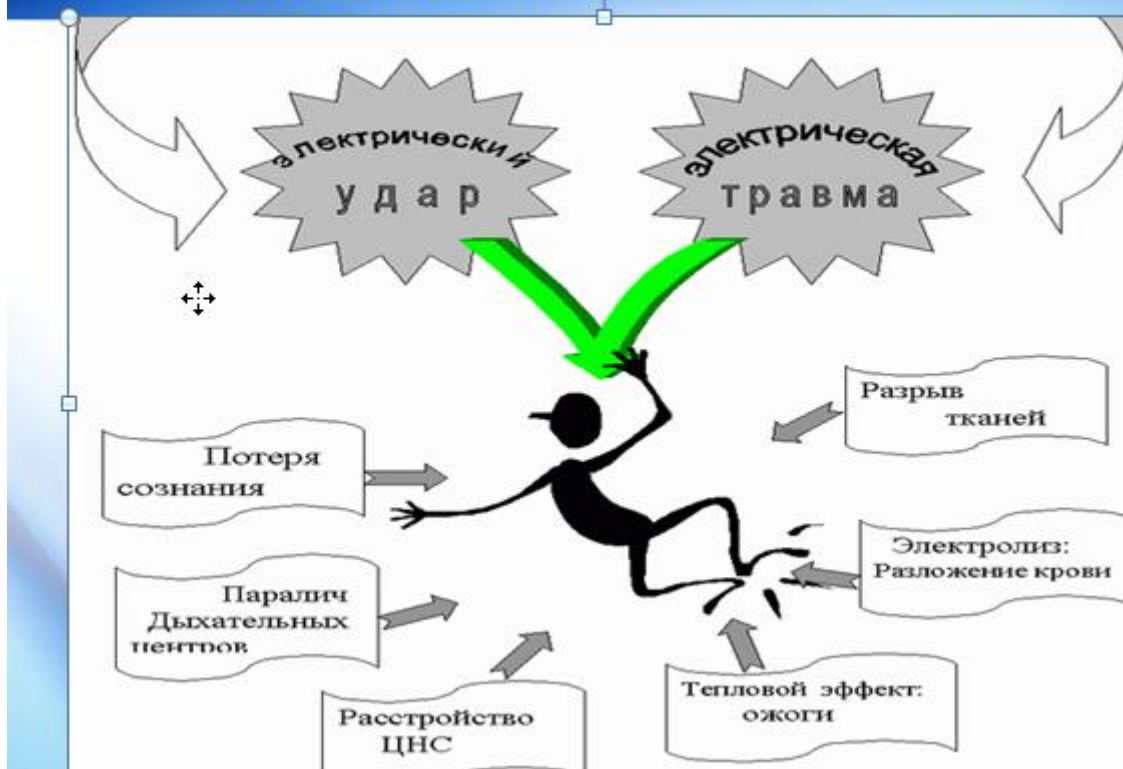 электрический
удар
электрическая
травма
Разрыв
тканей
Потеря
сознания
Электролиз:
Разложение крови
Паралич
Дыхательных
центров
Тепловой эффект:
ожоги
Расстройство
ЦНС